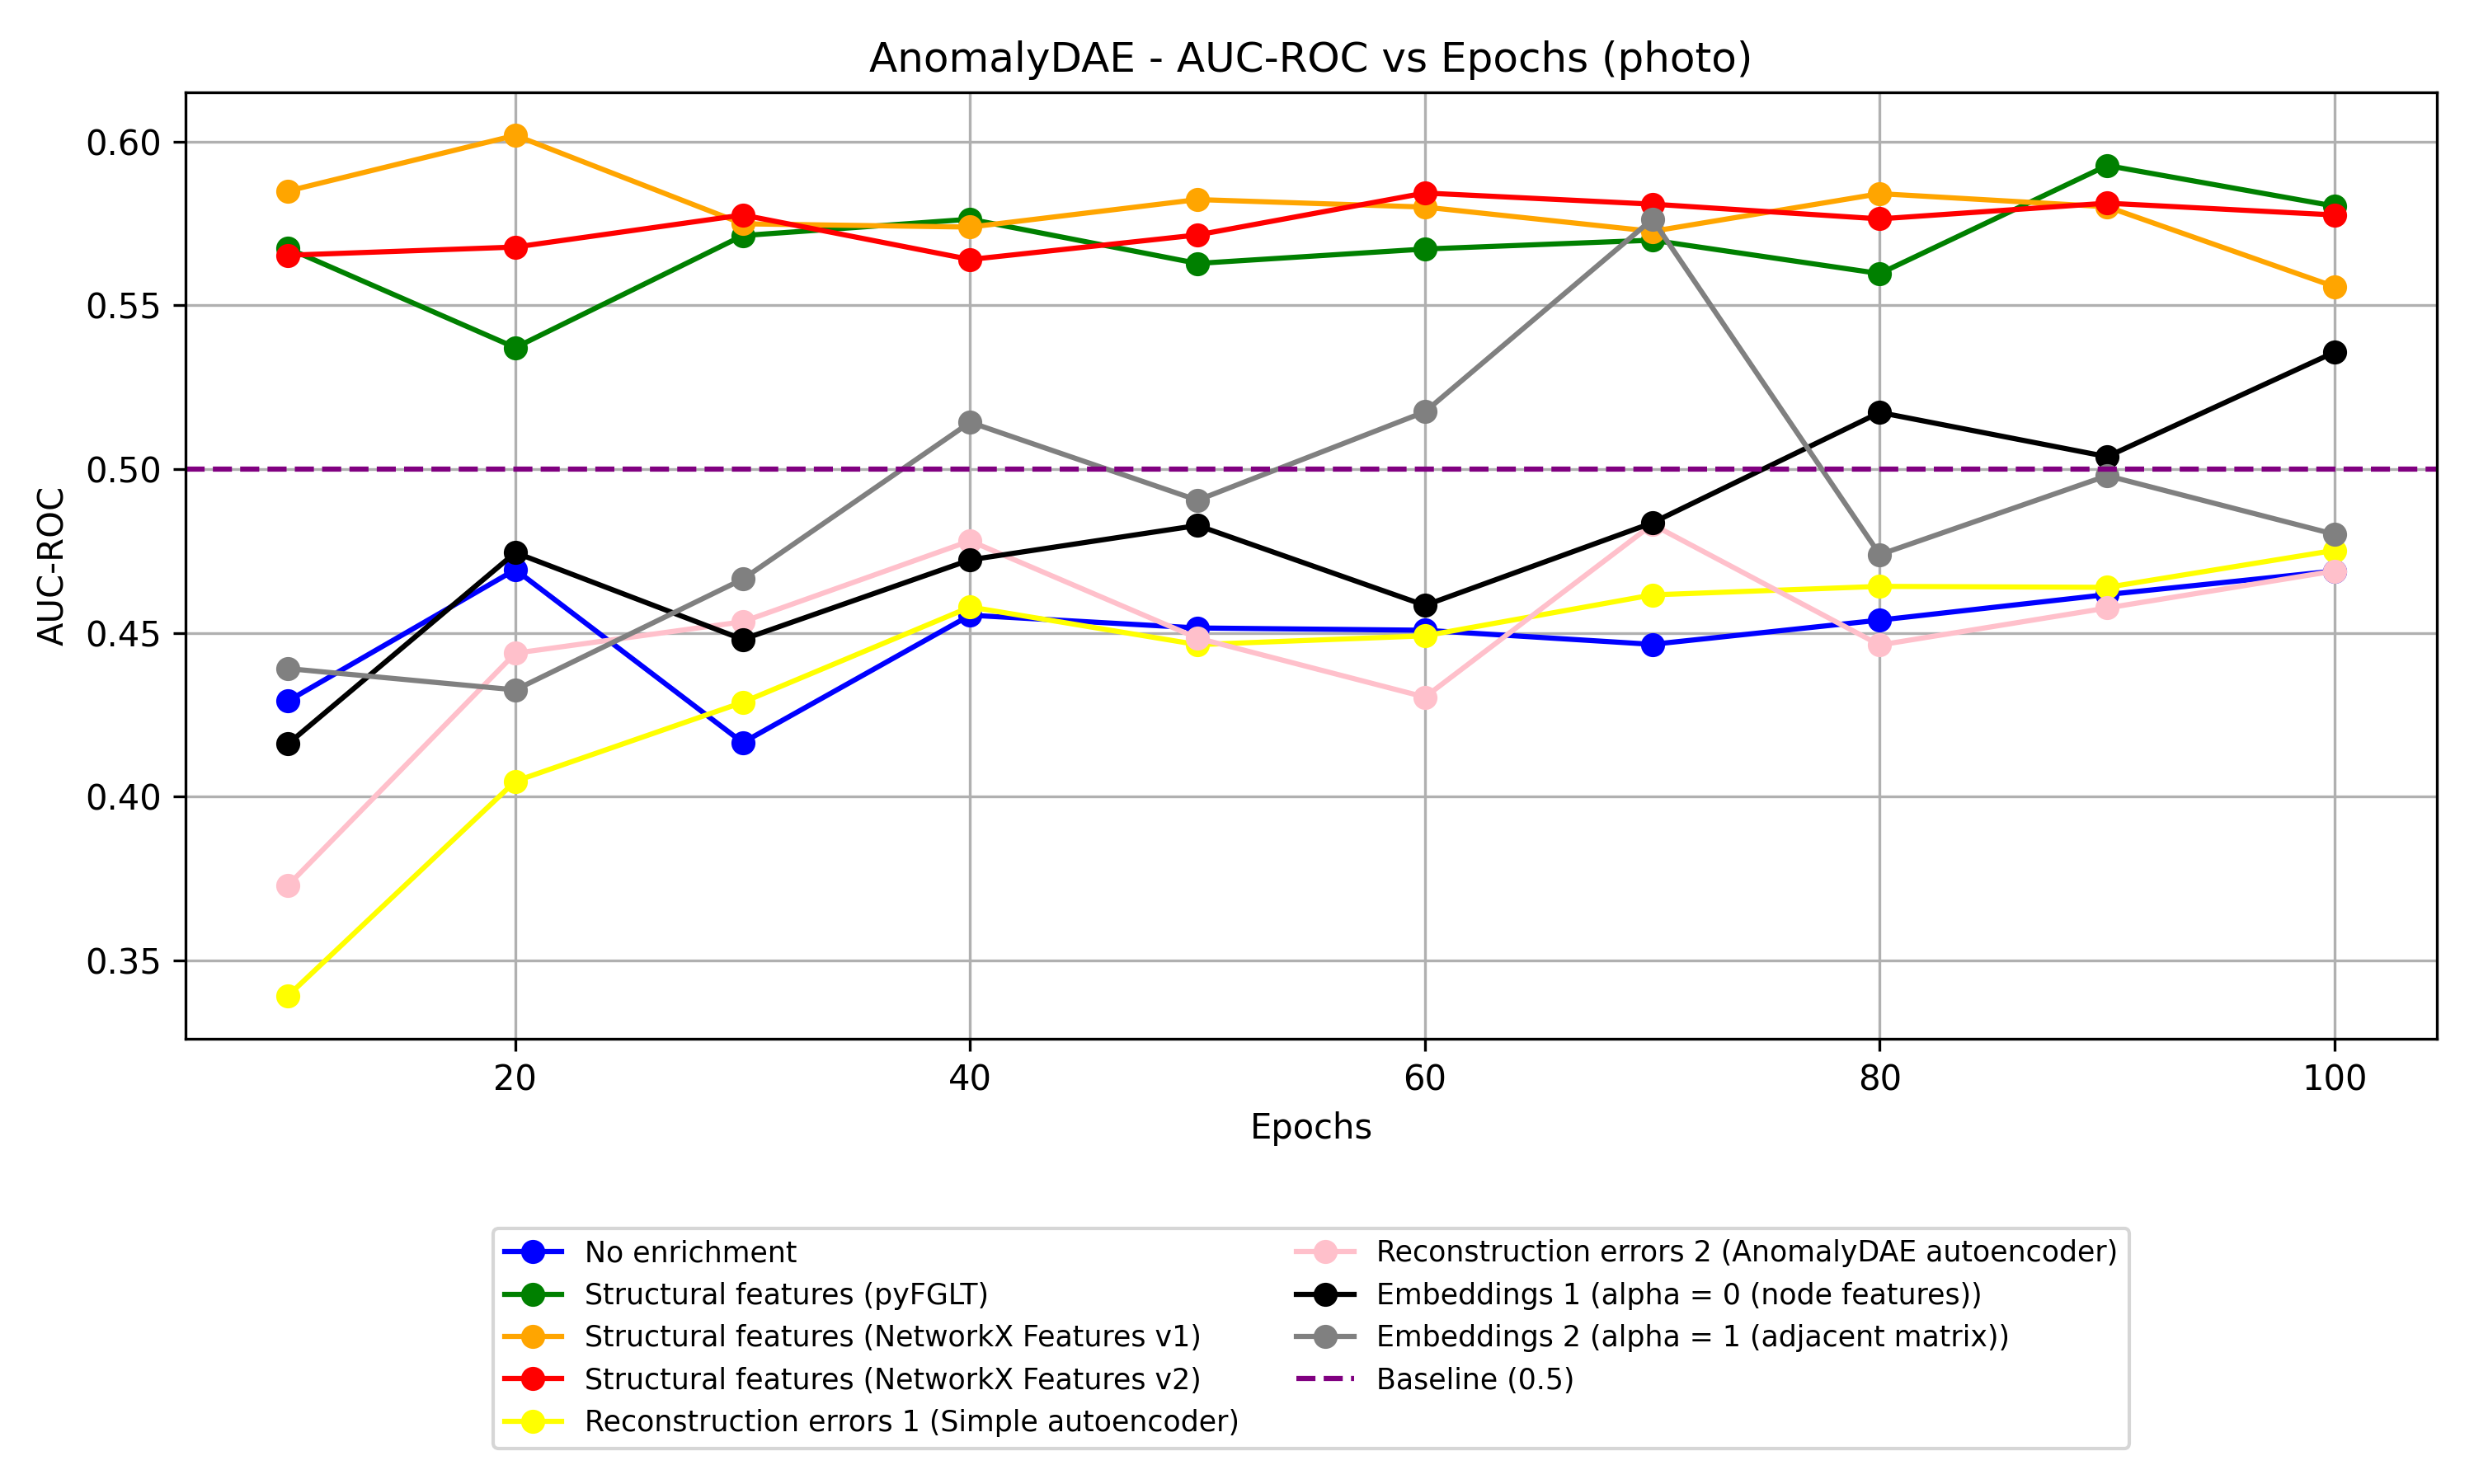 AnomalyDAE - AUC-ROC vs Epochs (photo)
0.60
0.55
0.50
0.45
0.40
0.35
AUC-ROC
20 40 60 80 100
Epochs
No enrichment
Structural features (pyFGLT)
Structural features (NetworkX Features v1)
Structural features (NetworkX Features v2)
Reconstruction errors 1 (Simple autoencoder)
Reconstruction errors 2 (AnomalyDAE autoencoder)
Embeddings 1 (alpha = 0 (node features))
Embeddings 2 (alpha = 1 (adjacent matrix))
Baseline (0.5)